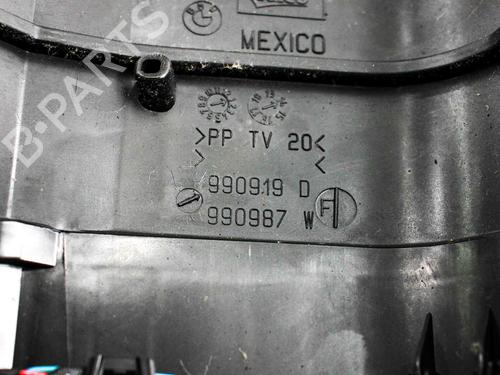 B-PARTS
MEXICO
>PP TV 20<
990919 D
990987 W
F